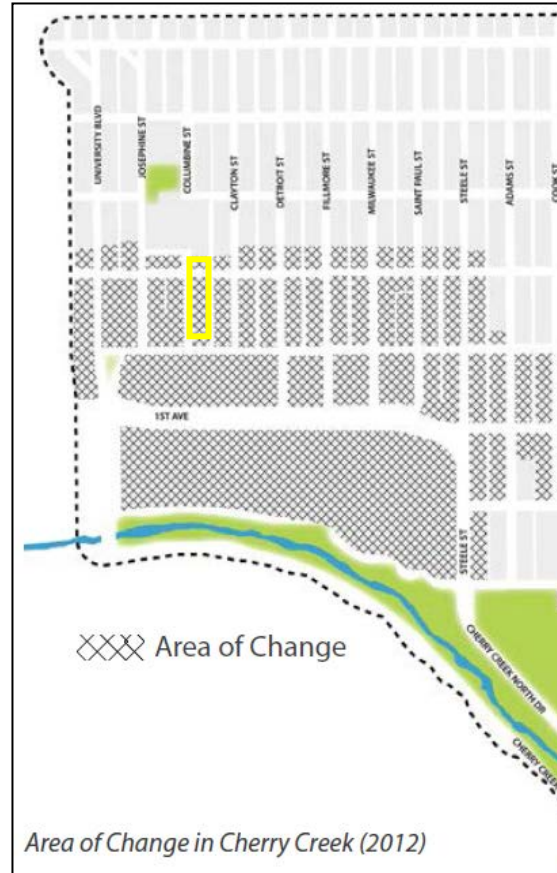 UNIVERSITY BLVD
JOSEPHINE ST
COLUMBINE ST
CLAYTON ST
DETROIT ST
FILLMORE ST
MILWAUKEE ST
SAINT PAUL ST
STEELE ST
ADAMS ST
COOK ST
1ST AVE
STEELE ST
CHERRY CREEK NORTH DR
CHERRY CREEK
Area of Change
Area of Change in Cherry Creek (2012)